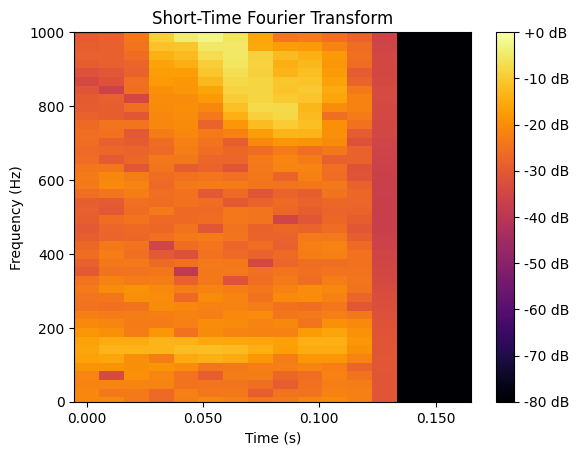 Short-Time Fourier Transform
1000
800
600
400
200
0
Frequency (Hz)
0.000
0.050
0.100
0.150
Time (s)
+0 dB
-10 dB
-20 dB
-30 dB
-40 dB
-50 dB
-60 dB
-70 dB
-80 dB